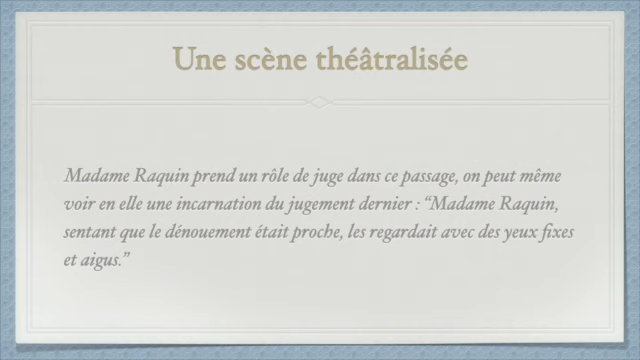 Une scène théâtralisée
Madame Raquin prend un rôle de juge dans ce passage, on peut même
voir en elle une incarnation du jugement dernier : “Madame Raquin,
sentant que le dénouement était proche, les regardait avec des yeux fixes
et aigus.”